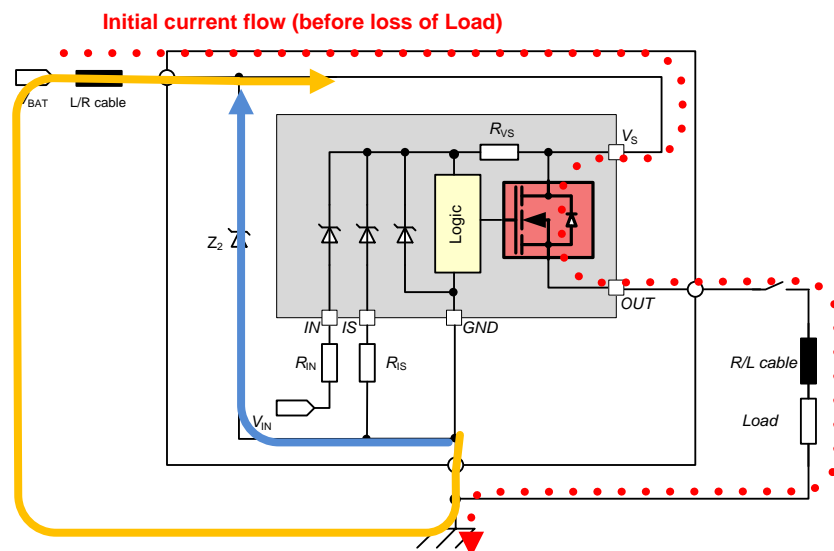 Initial current flow (before loss of Load)
VBAT
L/R cable
RVS
VS
Logic
Z2
OUT
IN
IS
GND
RIN
RIS
R/L cable
Load
VIN